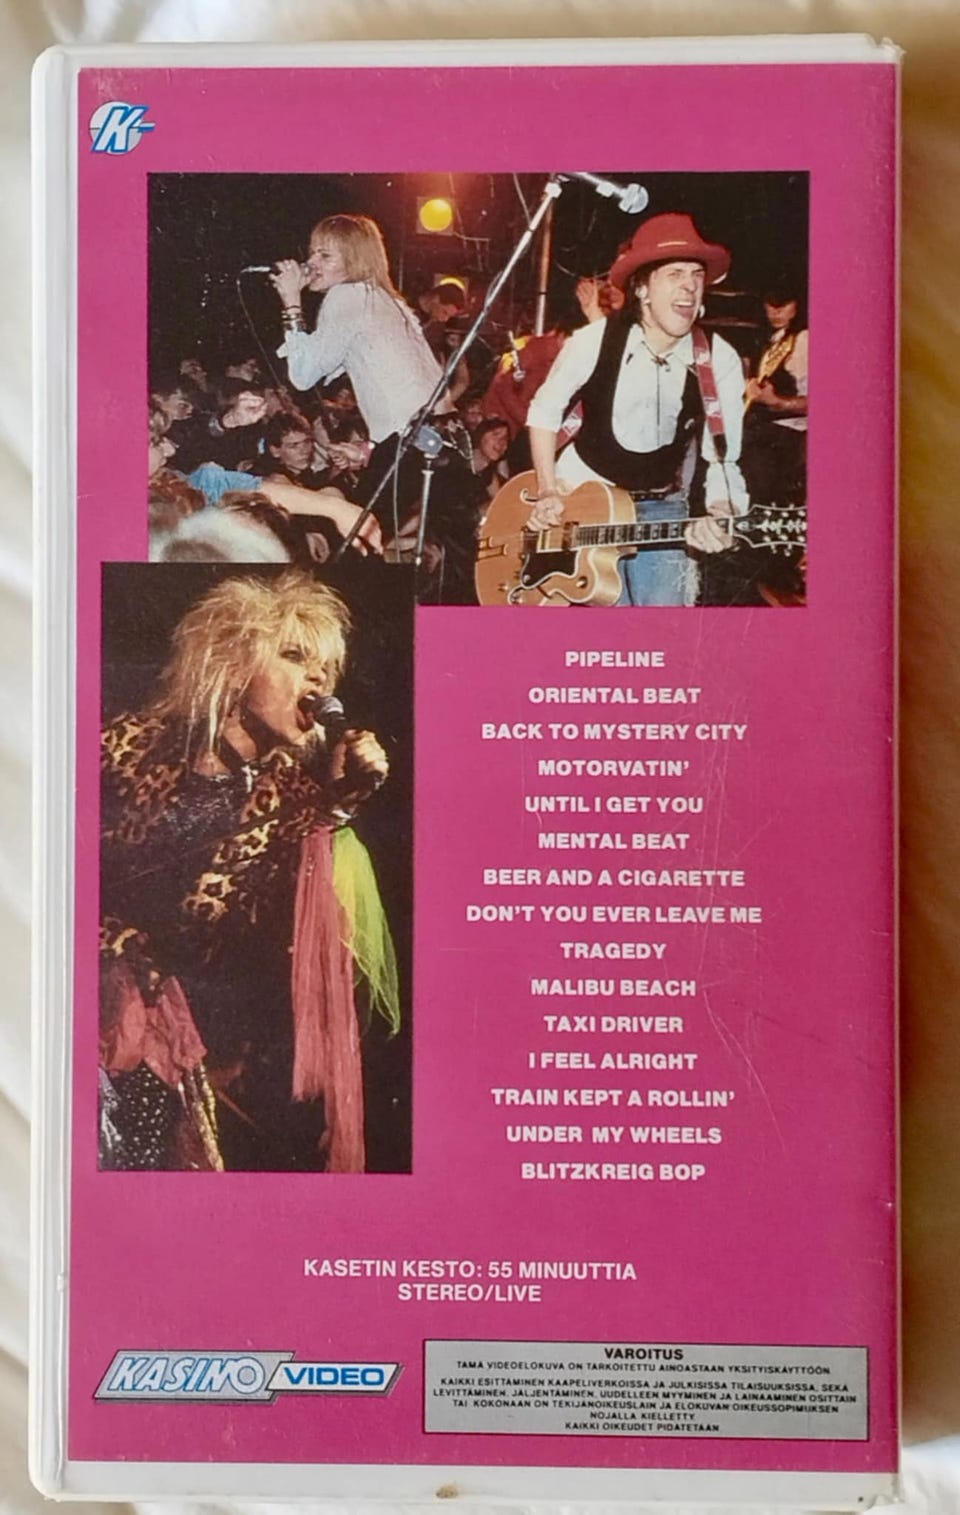 K
PIPELINE
ORIENTAL BEAT
BACK TO MYSTERY CITY
MOTORVATIN'
UNTIL I GET YOU
MENTAL BEAT
BEER AND A CIGARETTE
DON'T YOU EVER LEAVE ME
TRAGEDY
MALIBU BEACH
TAXI DRIVER
I FEEL ALRIGHT
TRAIN KEPT A ROLLIN'
UNDER MY WHEELS
BLITZKREIG BOP
KASETIN KESTO: 55 MINUUTTIA
STEREO/LIVE
KASINO VIDEO
VAROITUS
TÄMÄ VIDEOELOKUVA ON TARKOITETTU AINOASTAAN YKSITYISKÄYTTÖÖN
KAIKKI ESITTÄMINEN KAAPELIVERKOISSA JA JULKISISSA TILAISUUKSISSA, SEKÄ
LEVITTÄMINEN, JÄLJENTÄMINEN, UUDELLEEN MYYMINEN JA LAINAAMINEN OSITTAIN
TAI KOKONAAN ON TEKIJÄNOIKEUSLAIN JA ELOKUVAN OIKEUSSOPIMUKSEN
NOJALLA KIELLETTY.
KAIKKI OIKEUDET PIDÄTETÄÄN